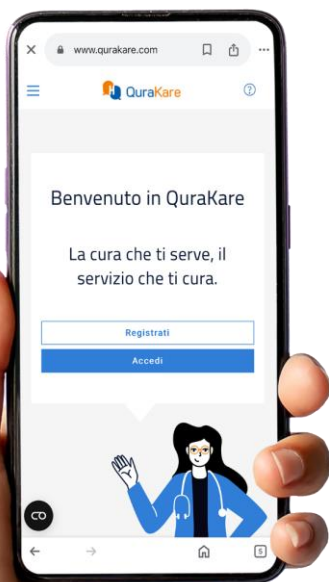 www.qurakare.com
QuraKare
Benvenuto in QuraKare
La cura che ti serve, il
servizio che ti cura.
Registrati
Accedi
5